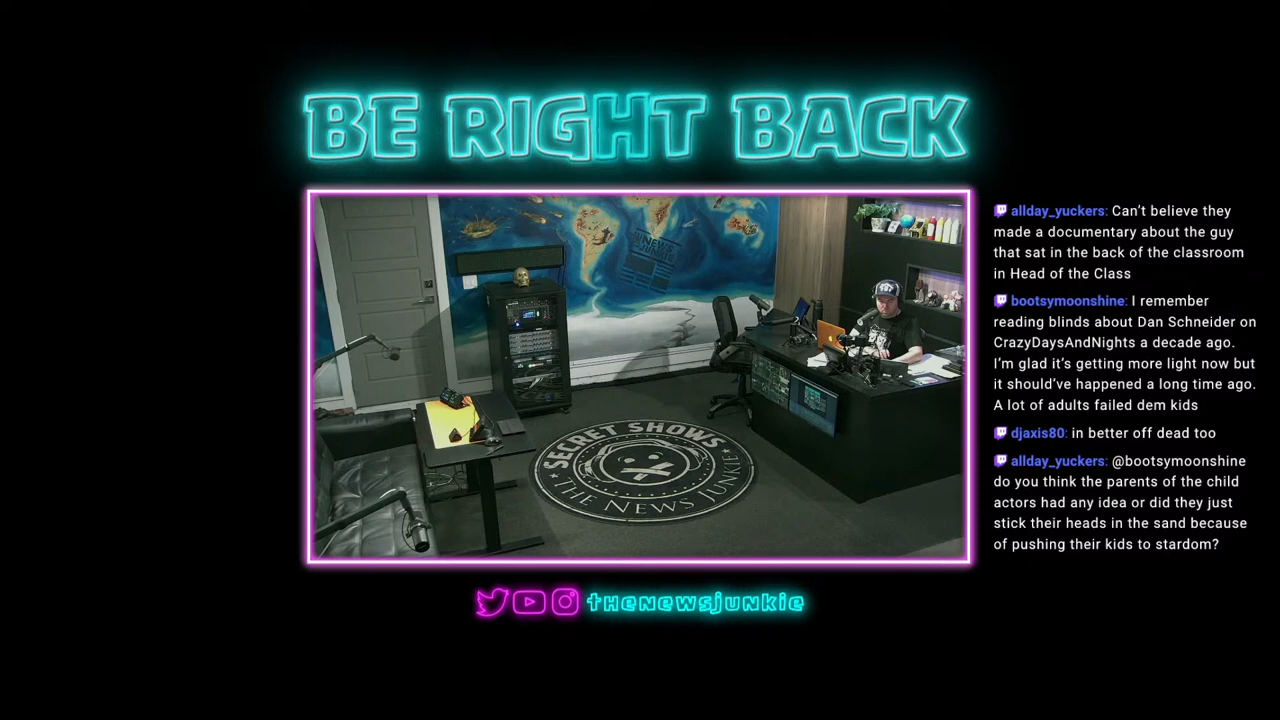 BE RIGHT BACK
NEWS
JUNKIE
SECRET SHOWS
THE NEWS JUNKIE
thenewsjunkie
allday_yuckers: Can't believe they
made a documentary about the guy
that sat in the back of the classroom
in Head of the Class
bootsymoonshine: I remember
reading blinds about Dan Schneider on
CrazyDaysAndNights a decade ago.
I'm glad it's getting more light now but
it should've happened a long time ago.
A lot of adults failed dem kids
djaxis80: in better off dead too
allday_yuckers: @bootsymoonshine
do you think the parents of the child
actors had any idea or did they just
stick their heads in the sand because
of pushing their kids to stardom?